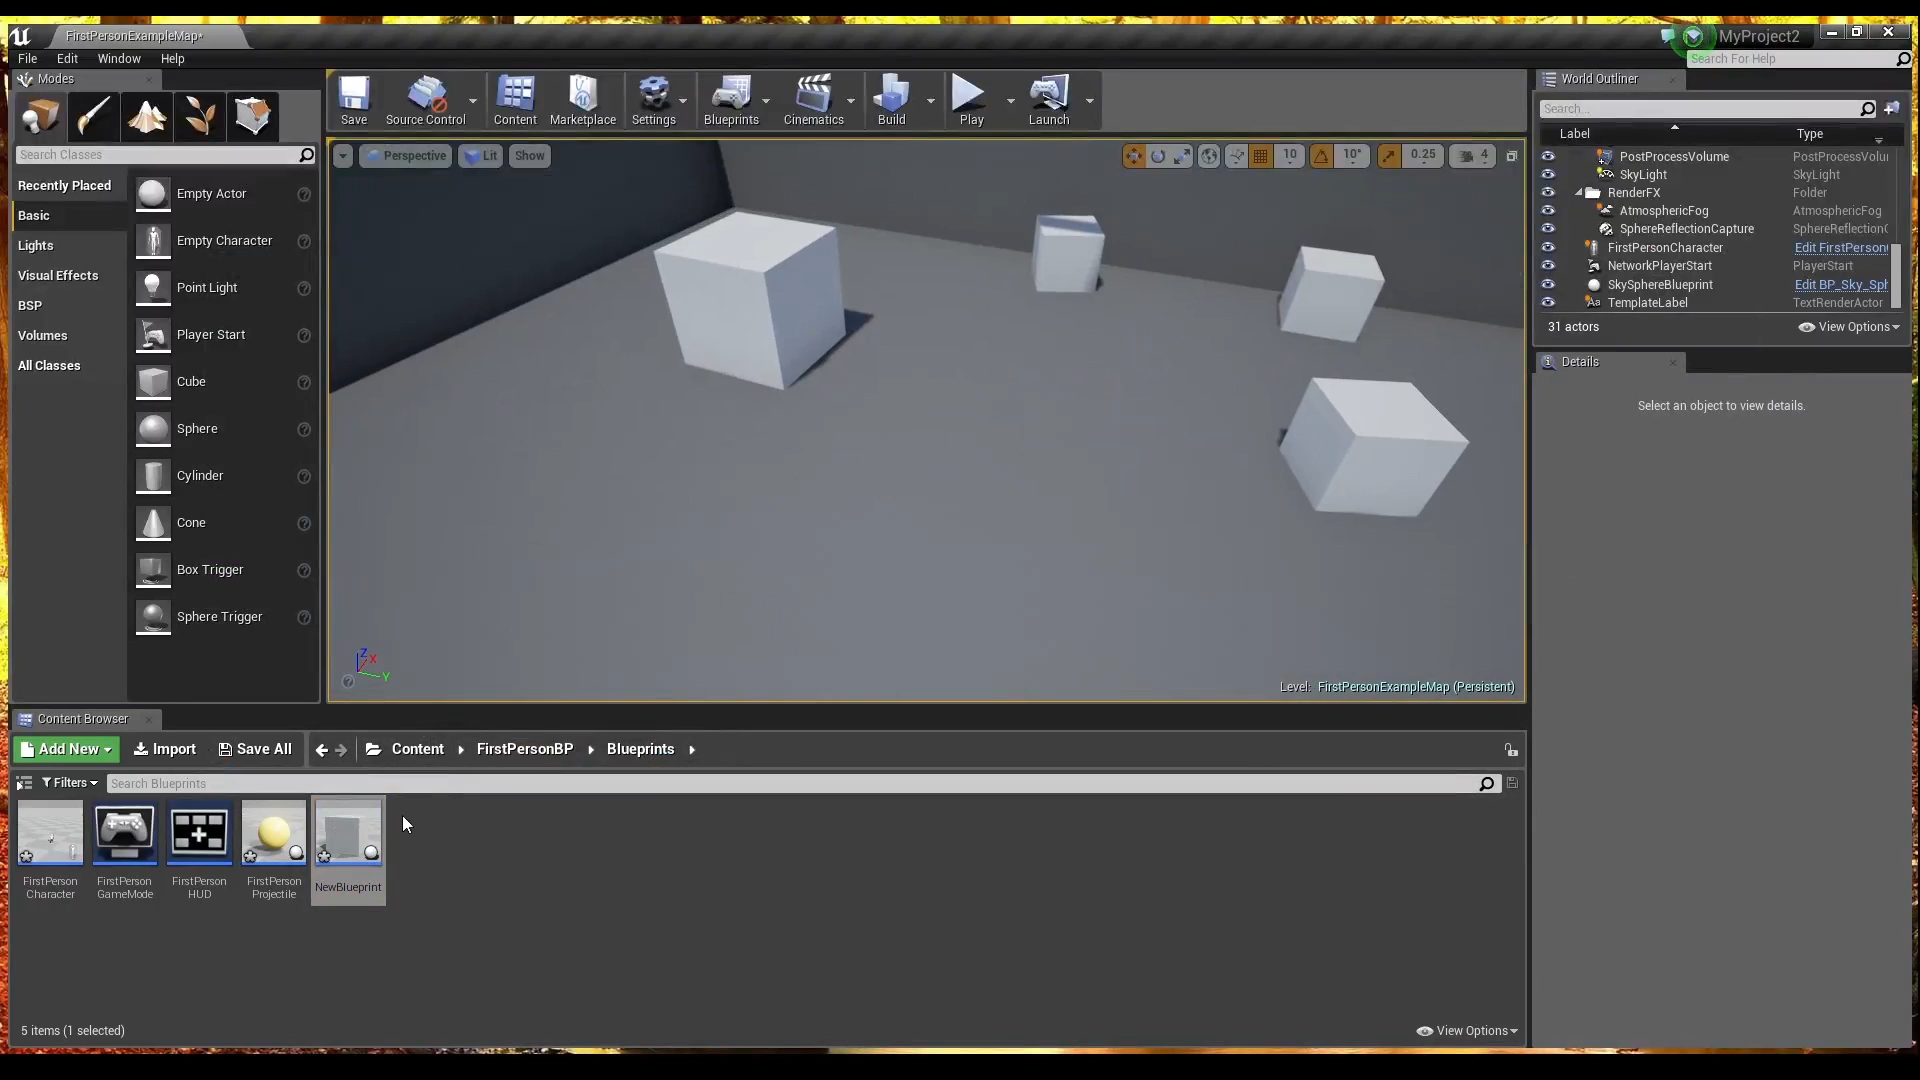 FirstPersonExampleMap*
MyProject2
File Edit Window Help
Search For Help
Modes
Search Classes
Recently Placed
Basic
Lights
Visual Effects
BSP
Volumes
All Classes
Empty Actor
Empty Character
Point Light
Player Start
Cube
Sphere
Cylinder
Cone
Box Trigger
Sphere Trigger
Save
Source Control
Content
Marketplace
Settings
Blueprints
Cinematics
Build
Play
Launch
Perspective
Lit
Show
10
10°
0.25
4
Z
X
Y
Level: FirstPersonExampleMap (Persistent)
World Outliner
Search...
Label Type
PostProcessVolume PostProcessVolu
SkyLight SkyLight
RenderFX Folder
AtmosphericFog AtmosphericFog
SphereReflectionCapture SphereReflectionC
FirstPersonCharacter Edit FirstPerson
NetworkPlayerStart PlayerStart
SkySphereBlueprint Edit BP_Sky_Sph
TemplateLabel TextRenderActor
31 actors
View Options
Details
Select an object to view details.
Content Browser
Add New
Import
Save All
Content
FirstPersonBP
Blueprints
Filters
Search Blueprints
FirstPerson
Character
FirstPerson
GameMode
FirstPerson
HUD
FirstPerson
Projectile
NewBlueprint
5 items (1 selected)
View Options